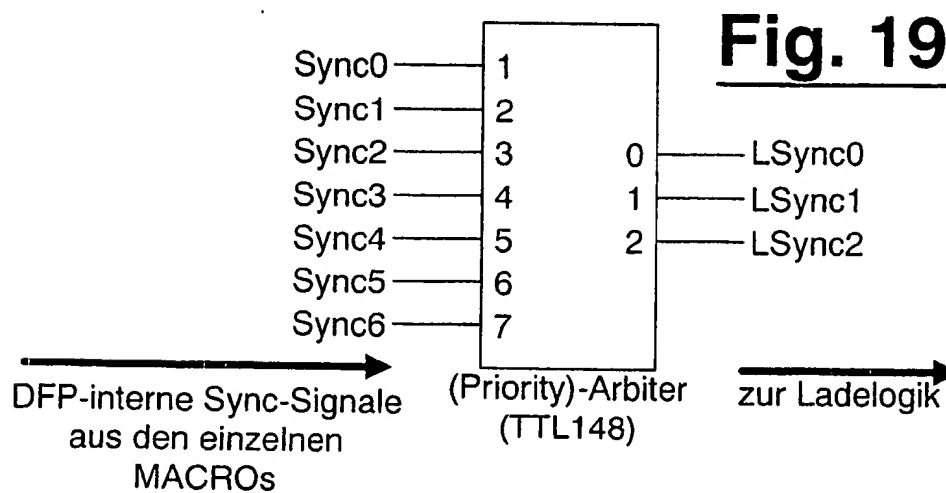 Fig. 19
Sync0 1
Sync1 2
Sync2 3 0 LSync0
Sync3 4 1 LSync1
Sync4 5 2 LSync2
Sync5 6
Sync6 7
DFP-interne Sync-Signale
aus den einzelnen
MACROs
(Priority)-Arbiter
(TTL148)
zur Ladelogik